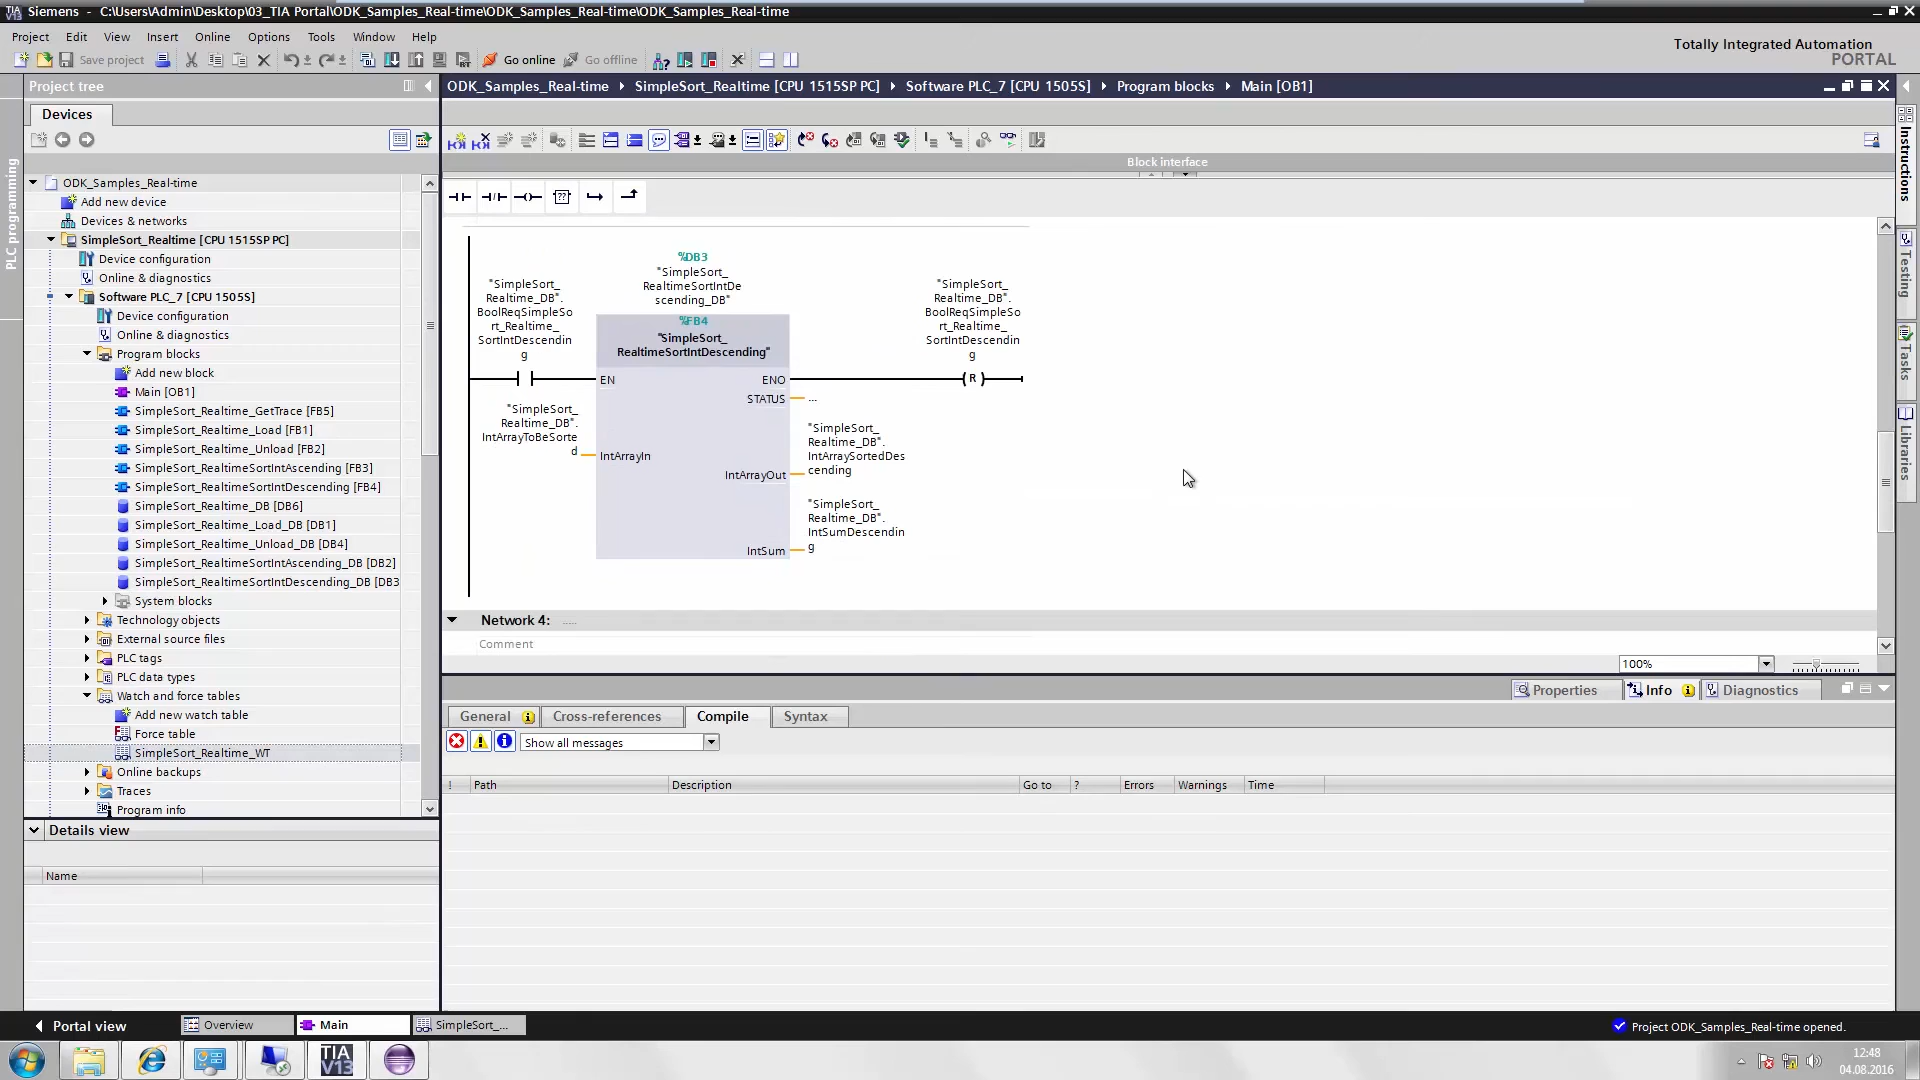 TIA V13 Siemens - C:\Users\Admin\Desktop\03_TIA Portal\ODK_Samples_Real-time\ODK_Samples_Real-time\ODK_Samples_Real-time
Project Edit View Insert Online Options Tools Window Help
Totally Integrated Automation
PORTAL
Save project
Go online
Go offline
Project tree
ODK_Samples_Real-time
SimpleSort_Realtime [CPU 1515SP PC]
Software PLC_7 [CPU 1505S]
Program blocks
Main [OB1]
Devices
PLC programming
Block interface
ODK_Samples_Real-time
Add new device
Devices & networks
SimpleSort_Realtime [CPU 1515SP PC]
Device configuration
Online & diagnostics
Software PLC_7 [CPU 1505S]
Device configuration
Online & diagnostics
Program blocks
Add new block
Main [OB1]
SimpleSort_Realtime_GetTrace [FB5]
SimpleSort_Realtime_Load [FB1]
SimpleSort_Realtime_Unload [FB2]
SimpleSort_RealtimeSortIntAscending [FB3]
SimpleSort_RealtimeSortIntDescending [FB4]
SimpleSort_Realtime_DB [DB6]
SimpleSort_Realtime_Load_DB [DB1]
SimpleSort_Realtime_Unload_DB [DB4]
SimpleSort_RealtimeSortIntAscending_DB [DB2]
SimpleSort_RealtimeSortIntDescending_DB [DB3
System blocks
Technology objects
External source files
PLC tags
PLC data types
Watch and force tables
Add new watch table
Force table
SimpleSort_Realtime_WT
Online backups
Traces
Program info
Details view
Name
??
"SimpleSort_
Realtime_DB".
BoolReqSimpleSo
rt_Realtime_
SortIntDescendin
g
%DB3
"SimpleSort_
RealtimeSortIntDe
scending_DB"
%FB4
"SimpleSort_
RealtimeSortIntDescending"
"SimpleSort_
Realtime_DB".
BoolReqSimpleSo
rt_Realtime_
SortIntDescendin
g
EN
ENO
R
STATUS
...
"SimpleSort_
Realtime_DB".
IntArrayToBeSorte
d
IntArrayIn
"SimpleSort_
Realtime_DB".
IntArraySortedDes
cending
IntArrayOut
"SimpleSort_
Realtime_DB".
IntSumDescendin
g
IntSum
Network 4: .....
Comment
100%
Instructions
Testing
Tasks
Libraries
Properties
Info
Diagnostics
General
Cross-references
Compile
Syntax
Show all messages
! Path Description Go to ? Errors Warnings Time
Portal view
Overview
Main
SimpleSort_...
Project ODK_Samples_Real-time opened.
TIA
V13
12:48
04.08.2016